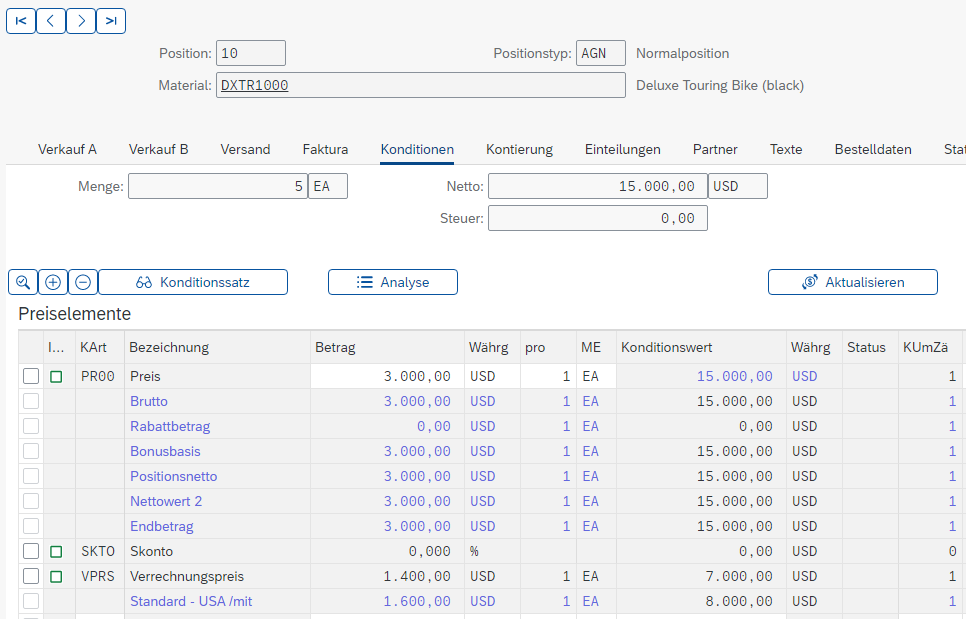 Position: 10 Positionstyp: AGN Normalposition
Material: DXTR1000 Deluxe Touring Bike (black)
Verkauf A Verkauf B Versand Faktura Konditionen Kontierung Einteilungen Partner Texte Bestelldaten Stat
Menge: 5 EA Netto: 15.000,00 USD
Steuer: 0,00
Konditionssatz Analyse Aktualisieren
Preiselemente
I... KArt Bezeichnung Betrag Währg pro ME Konditionswert Währg Status KUmZä
PR00 Preis 3.000,00 USD 1 EA 15.000,00 USD 1
Brutto 3.000,00 USD 1 EA 15.000,00 USD 1
Rabattbetrag 0,00 USD 1 EA 0,00 USD 1
Bonusbasis 3.000,00 USD 1 EA 15.000,00 USD 1
Positionsnetto 3.000,00 USD 1 EA 15.000,00 USD 1
Nettowert 2 3.000,00 USD 1 EA 15.000,00 USD 1
Endbetrag 3.000,00 USD 1 EA 15.000,00 USD 1
SKTO Skonto 0,000 % 0,00 USD 0
VPRS Verrechnungspreis 1.400,00 USD 1 EA 7.000,00 USD 1
Standard - USA /mit 1.600,00 USD 1 EA 8.000,00 USD 1